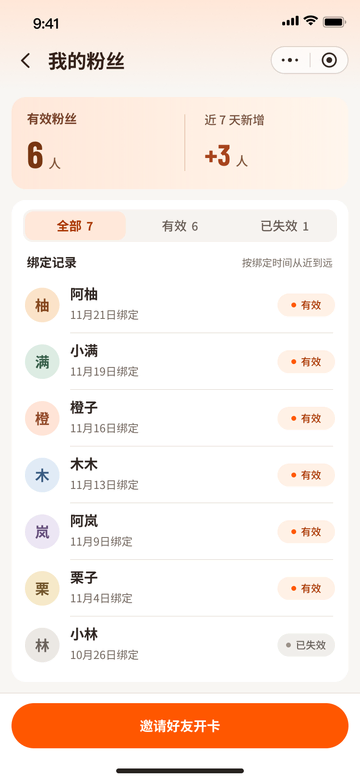 9:41
我的粉丝
有效粉丝
6 人
近 7 天新增
+3 人
全部 7 有效 6 已失效 1
绑定记录 按绑定时间从近到远
柚 阿柚 有效
11月21日绑定
满 小满 有效
11月19日绑定
橙 橙子 有效
11月16日绑定
木 木木 有效
11月13日绑定
岚 阿岚 有效
11月9日绑定
栗 栗子 有效
11月4日绑定
林 小林 已失效
10月26日绑定
邀请好友开卡